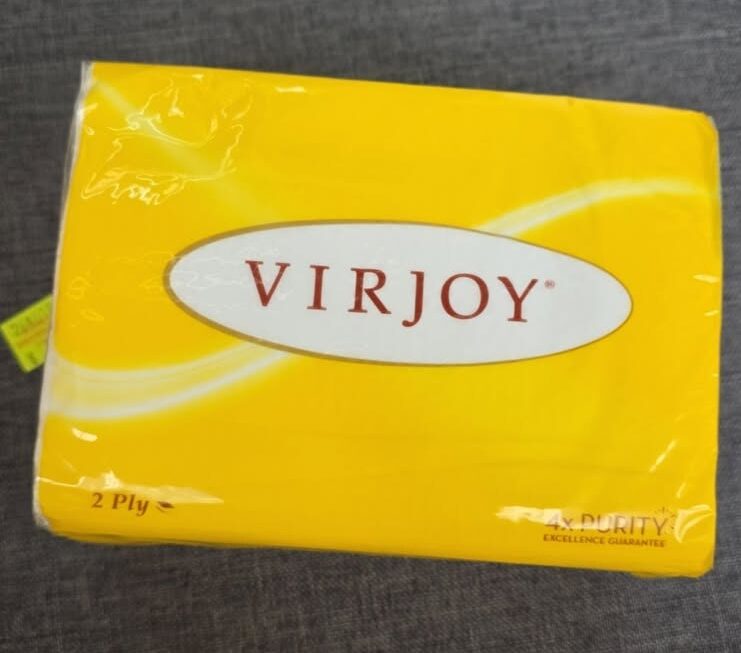 VIRJOY®
2 Ply
4x PURITY
EXCELLENCE GUARANTEE